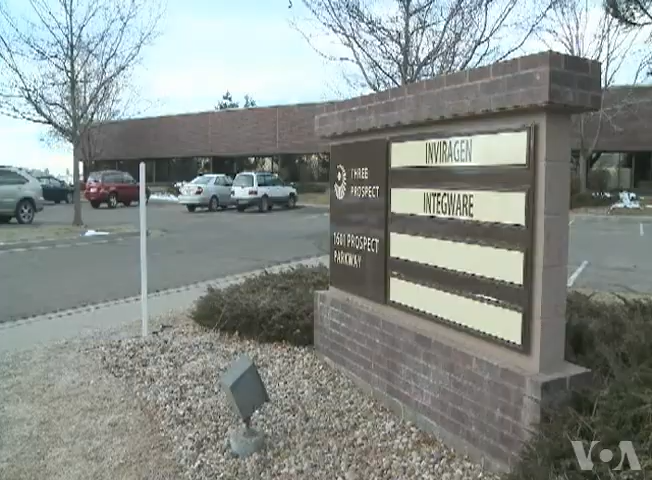 INVIRAGEN
THREE
PROSPECT
INTEGWARE
1601 PROSPECT
PARKWAY
VOA